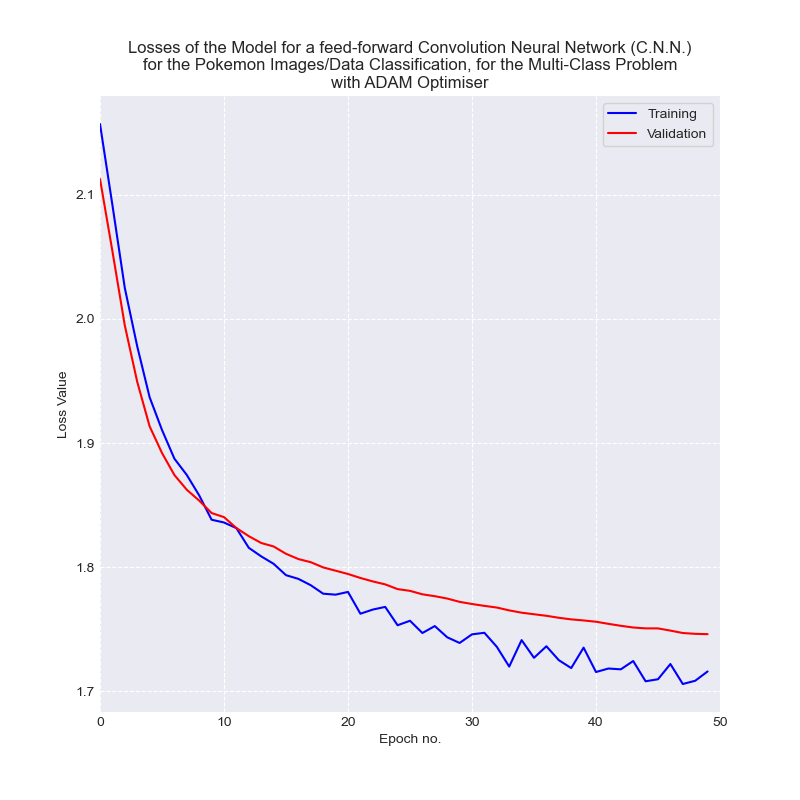 Losses of the Model for a feed-forward Convolution Neural Network (C.N.N.)
for the Pokemon Images/Data Classification, for the Multi-Class Problem
with ADAM Optimiser
Training
Validation
2.1
2.0
1.9
1.8
1.7
Loss Value
0 10 20 30 40 50
Epoch no.